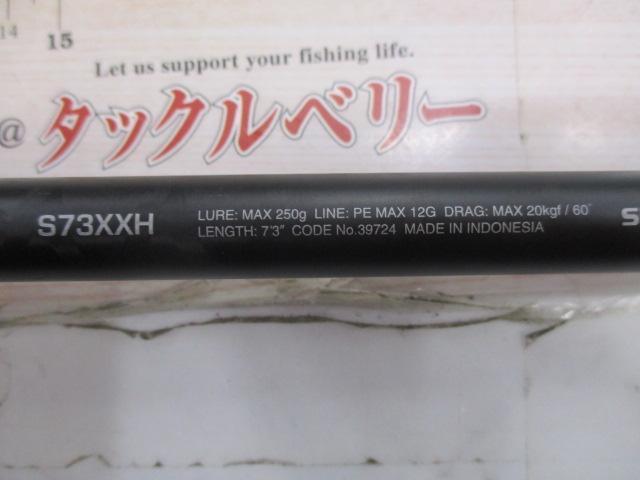 14
15
Let us support your fishing life.
@ タックルベリー
S73XXH
LURE: MAX 250g LINE: PE MAX 12G DRAG: MAX 20kgf / 60°
LENGTH: 7'3" CODE No.39724 MADE IN INDONESIA
S